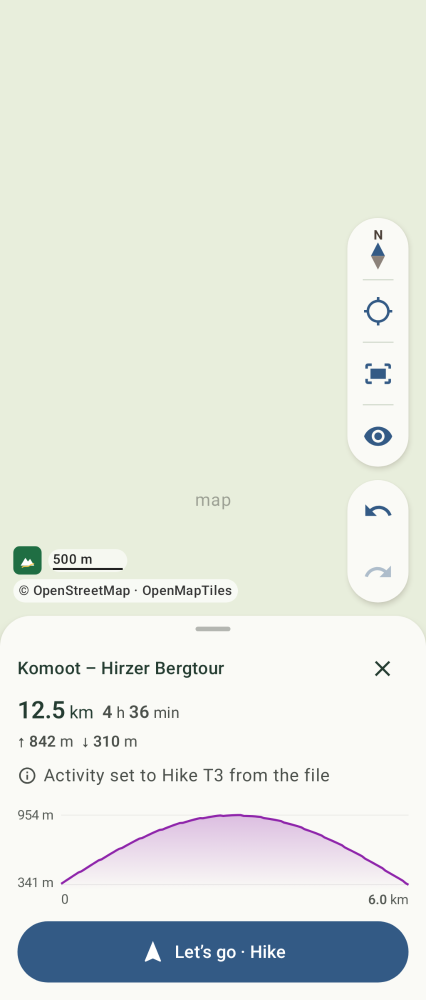 N
map
500 m
© OpenStreetMap · OpenMapTiles
Komoot – Hirzer Bergtour
12.5 km 4 h 36 min
↑ 842 m ↓ 310 m
Activity set to Hike T3 from the file
954 m
341 m
0 6.0 km
Let's go · Hike